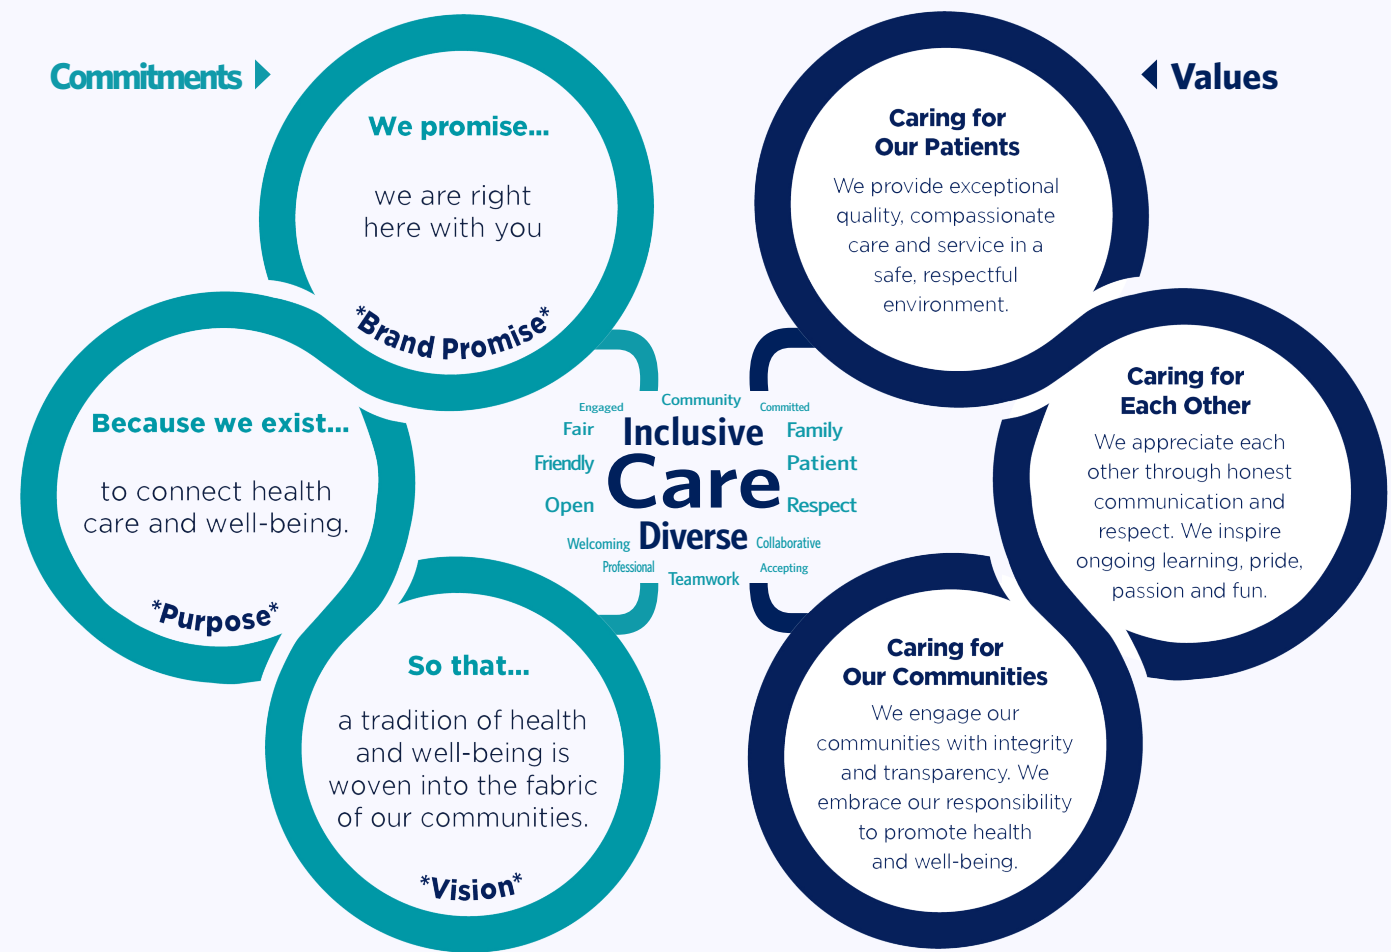 Commitments
We promise...
we are right
here with you
*Brand Promise*
Because we exist...
to connect health
care and well-being.
*Purpose*
So that...
a tradition of health
and well-being is
woven into the fabric
of our communities.
*Vision*
Engaged Community Committed
Fair Inclusive Family
Friendly Care Patient
Open Respect
Welcoming Diverse Collaborative
Professional Teamwork Accepting
Values
Caring for
Our Patients
We provide exceptional
quality, compassionate
care and service in a
safe, respectful
environment.
Caring for
Each Other
We appreciate each
other through honest
communication and
respect. We inspire
ongoing learning, pride,
passion and fun.
Caring for
Our Communities
We engage our
communities with integrity
and transparency. We
embrace our responsibility
to promote health
and well-being.